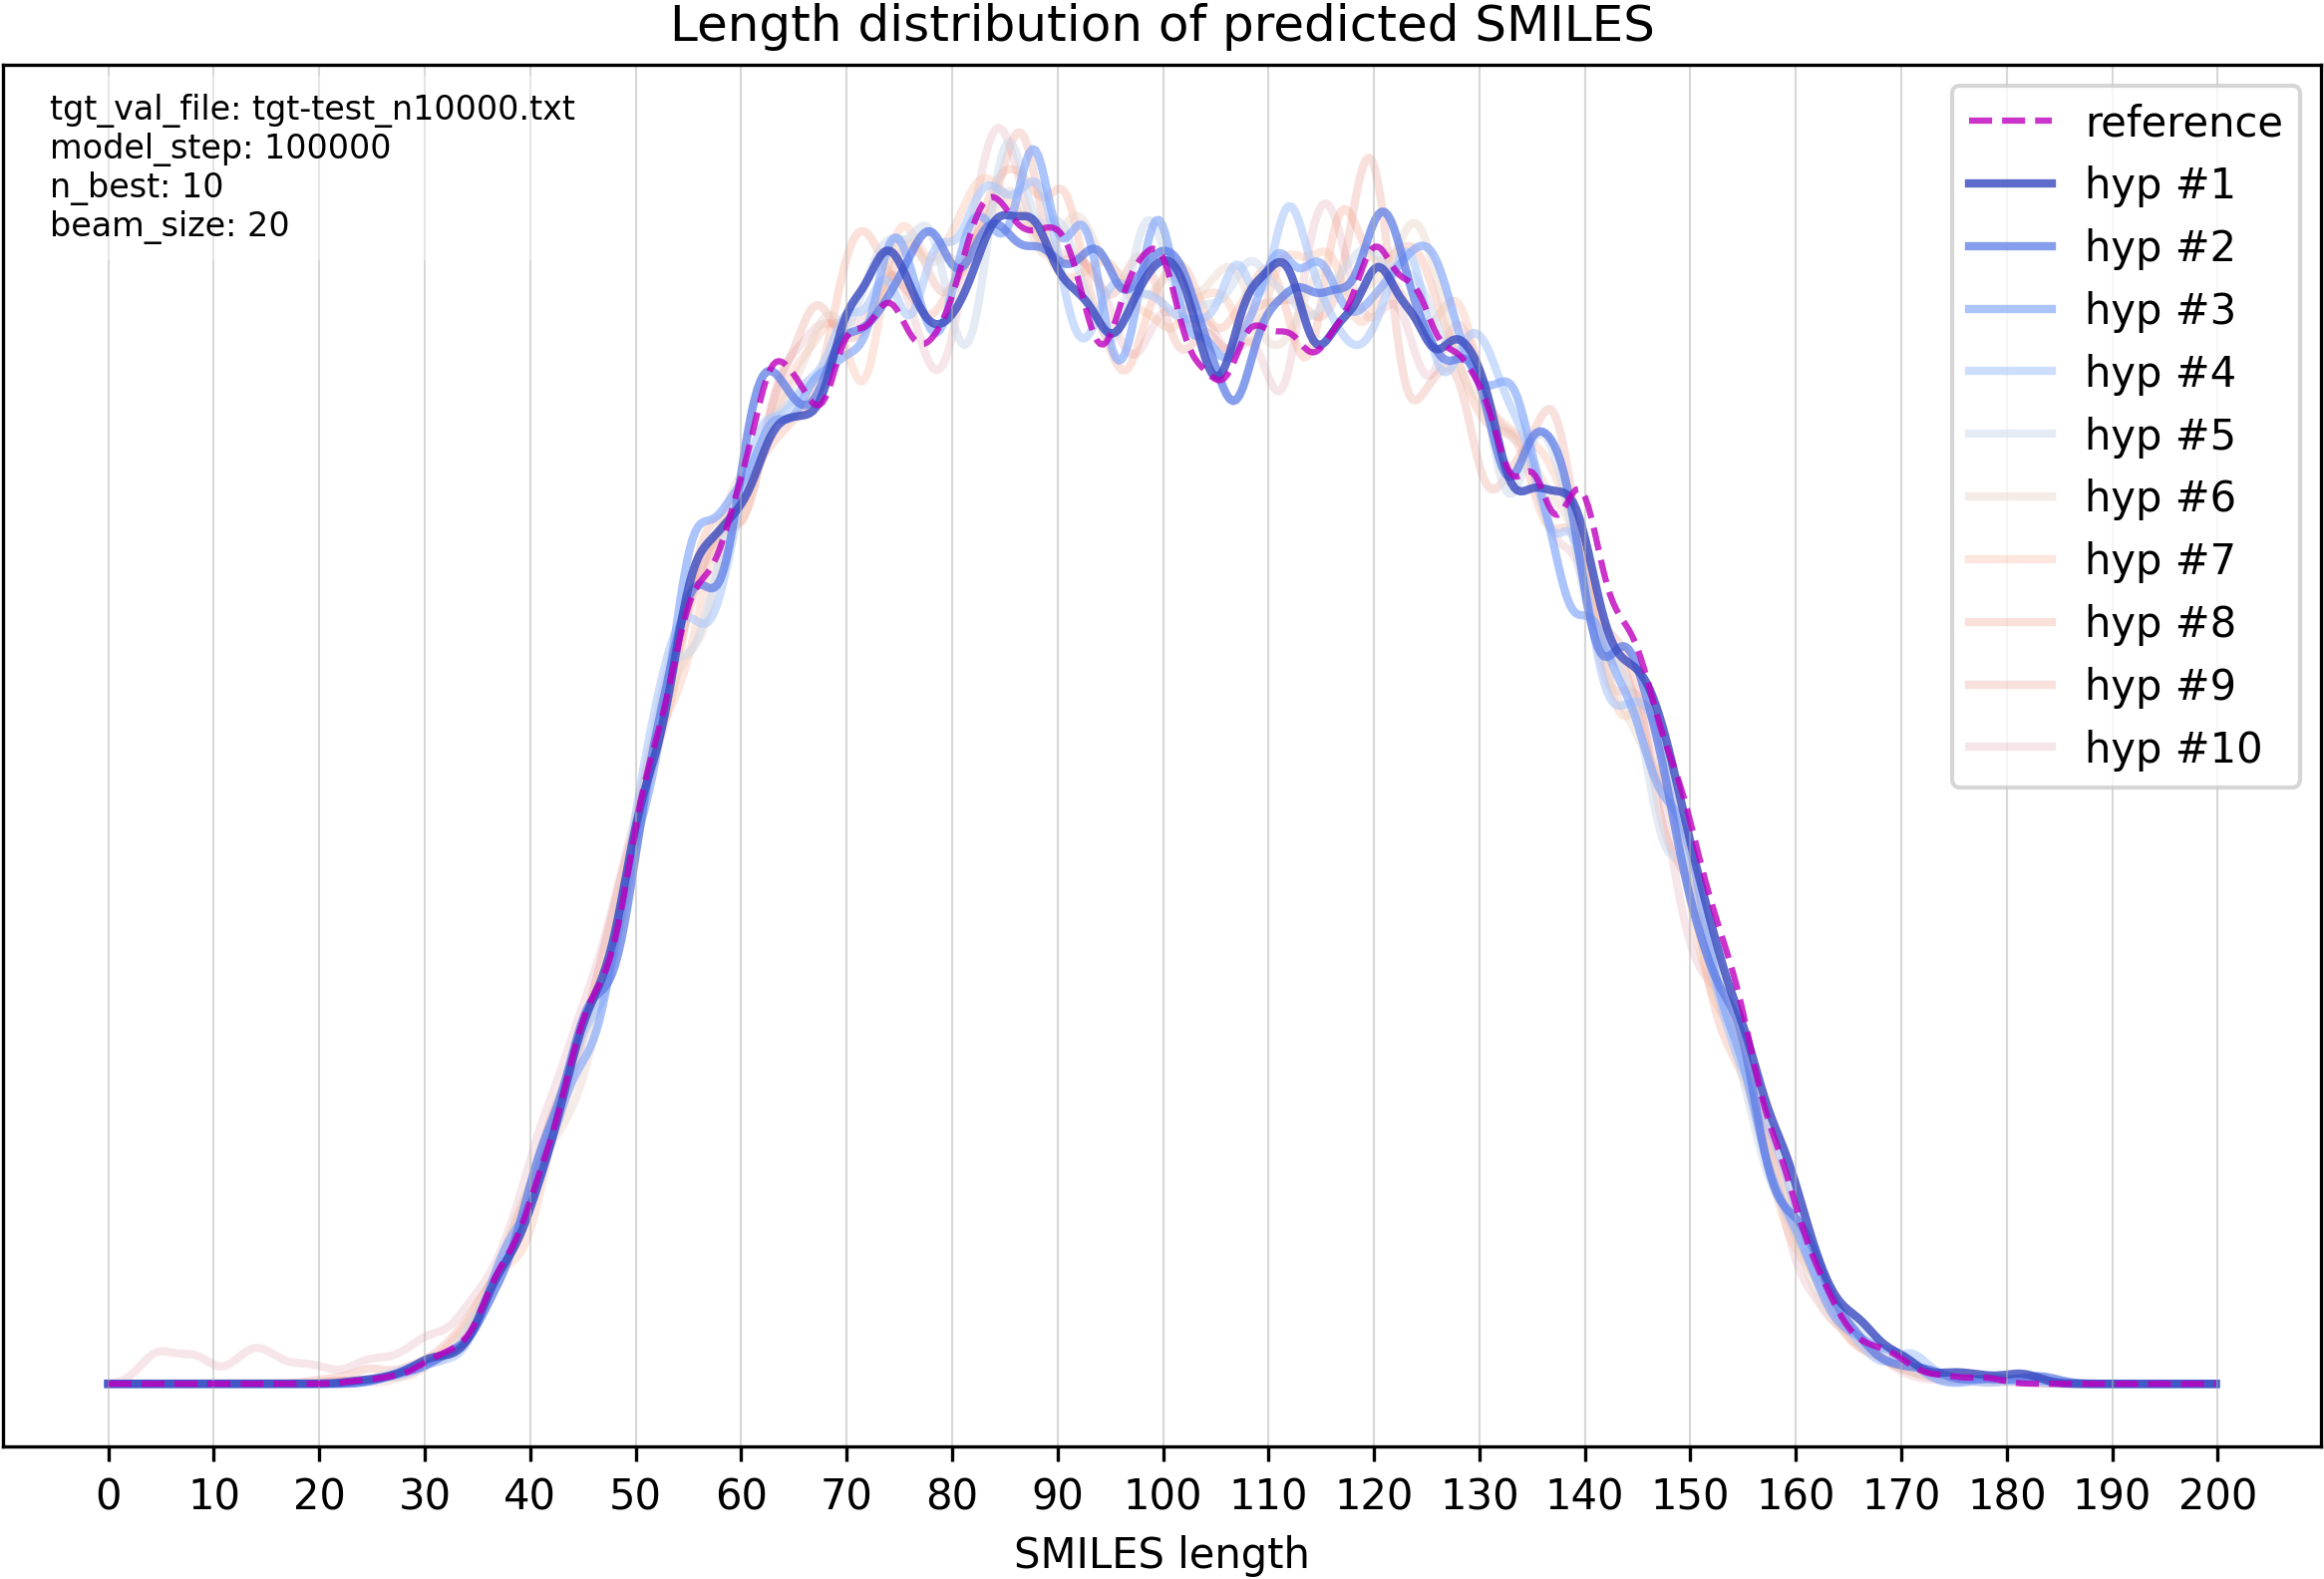 Length distribution of predicted SMILES
tgt_val_file: tgt-test_n10000.txt
model_step: 100000
n_best: 10
beam_size: 20
reference
hyp #1
hyp #2
hyp #3
hyp #4
hyp #5
hyp #6
hyp #7
hyp #8
hyp #9
hyp #10
0 10 20 30 40 50 60 70 80 90 100 110 120 130 140 150 160 170 180 190 200
SMILES length